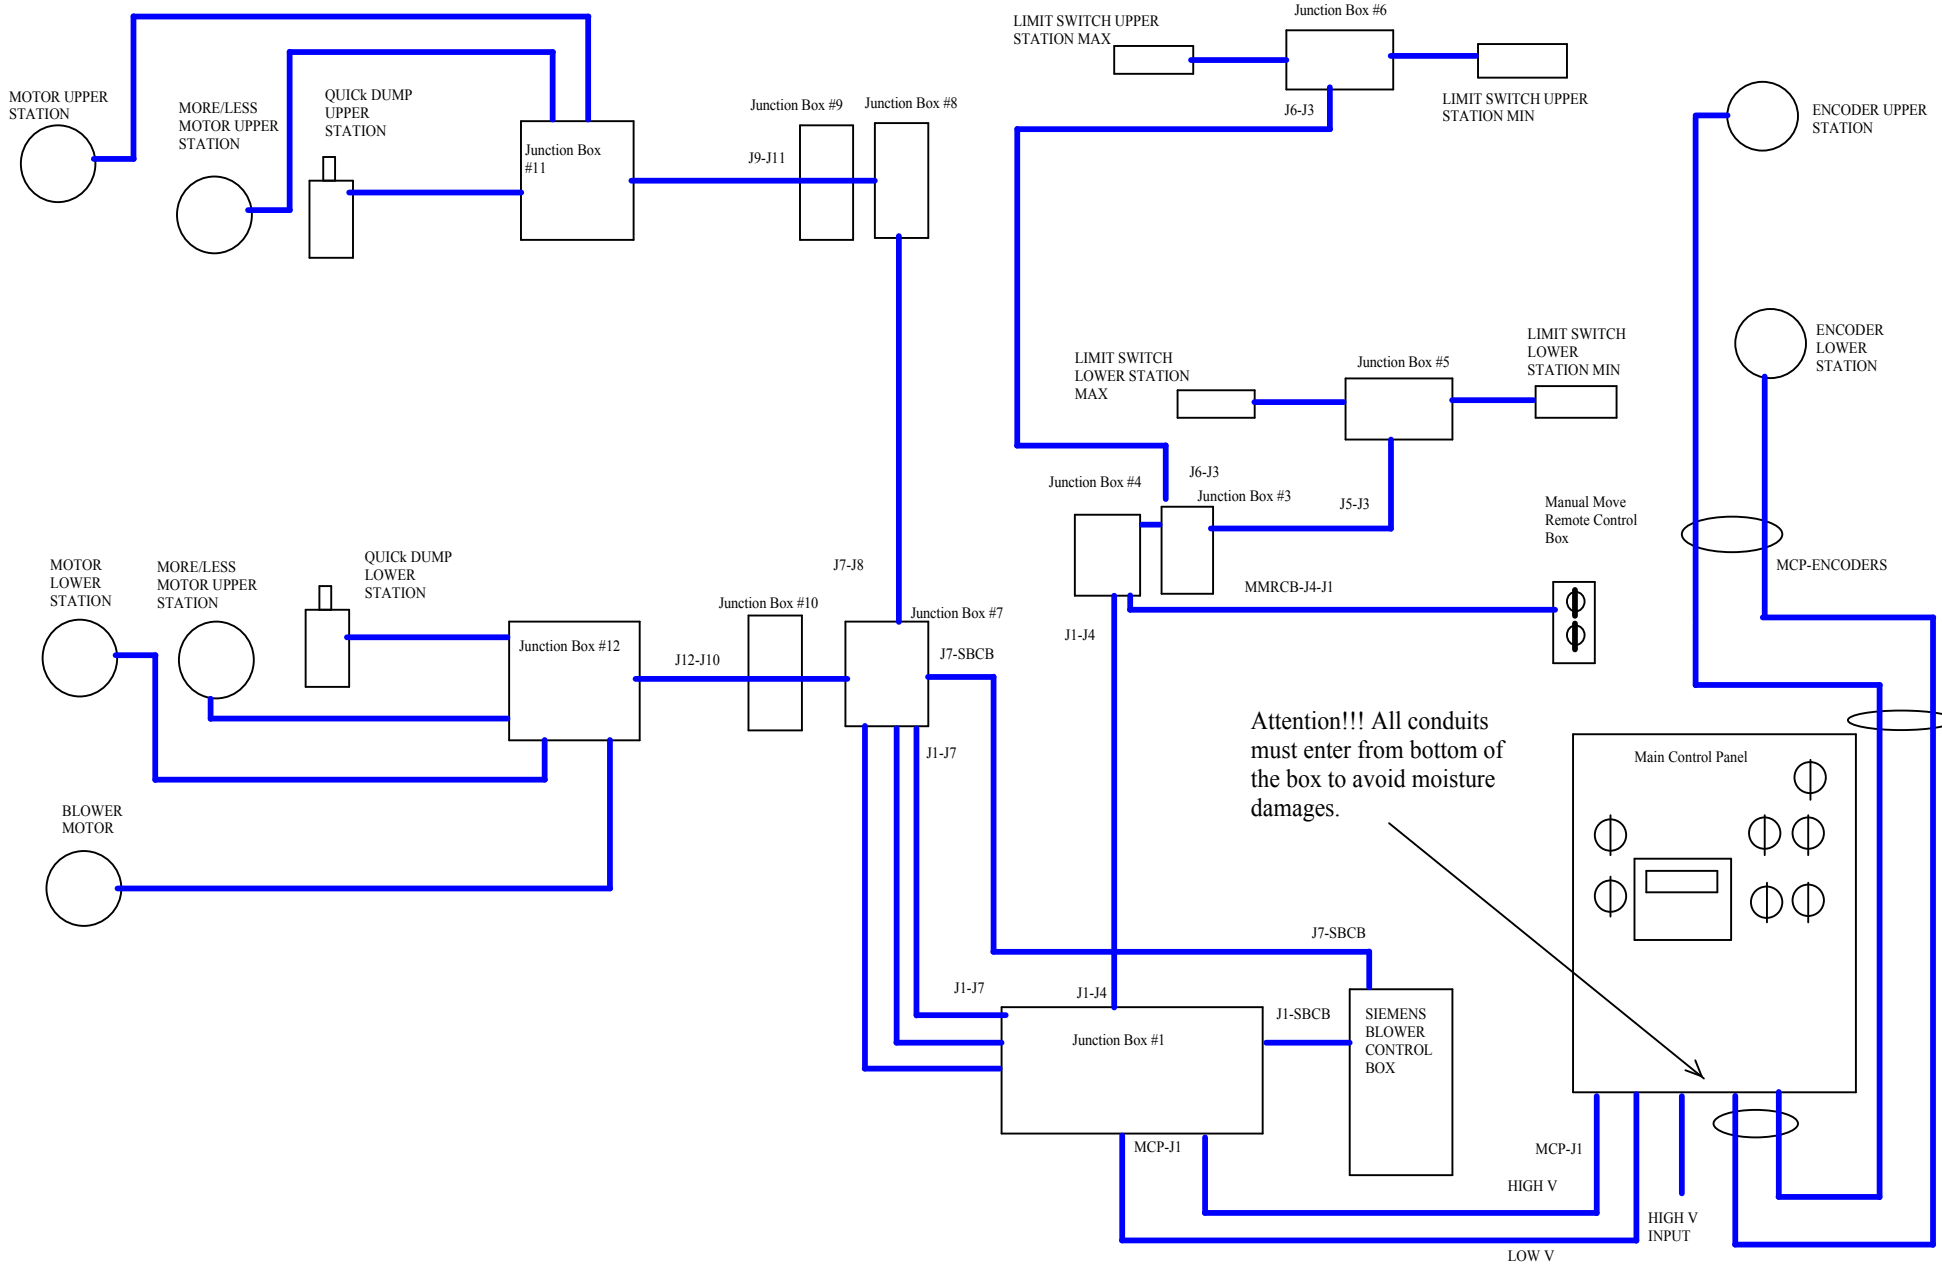 LIMIT SWITCH UPPER
STATION MAX
Junction Box #6
LIMIT SWITCH UPPER
STATION MIN
J6-J3
MOTOR UPPER
STATION
MORE/LESS
MOTOR UPPER
STATION
QUICk DUMP
UPPER
STATION
Junction Box
#11
J9-J11
Junction Box #9
Junction Box #8
ENCODER UPPER
STATION
ENCODER
LOWER
STATION
LIMIT SWITCH
LOWER STATION
MAX
Junction Box #5
LIMIT SWITCH
LOWER
STATION MIN
J6-J3
Junction Box #4
Junction Box #3
J5-J3
Manual Move
Remote Control
Box
MCP-ENCODERS
MOTOR
LOWER
STATION
MORE/LESS
MOTOR UPPER
STATION
QUICk DUMP
LOWER
STATION
J7-J8
Junction Box #10
Junction Box #7
MMRCB-J4-J1
J1-J4
Junction Box #12
J12-J10
J7-SBCB
J1-J7
Attention!!! All conduits
must enter from bottom of
the box to avoid moisture
damages.
Main Control Panel
BLOWER
MOTOR
J7-SBCB
J1-J7
J1-J4
J1-SBCB
Junction Box #1
SIEMENS
BLOWER
CONTROL
BOX
MCP-J1
MCP-J1
HIGH V
HIGH V
INPUT
LOW V